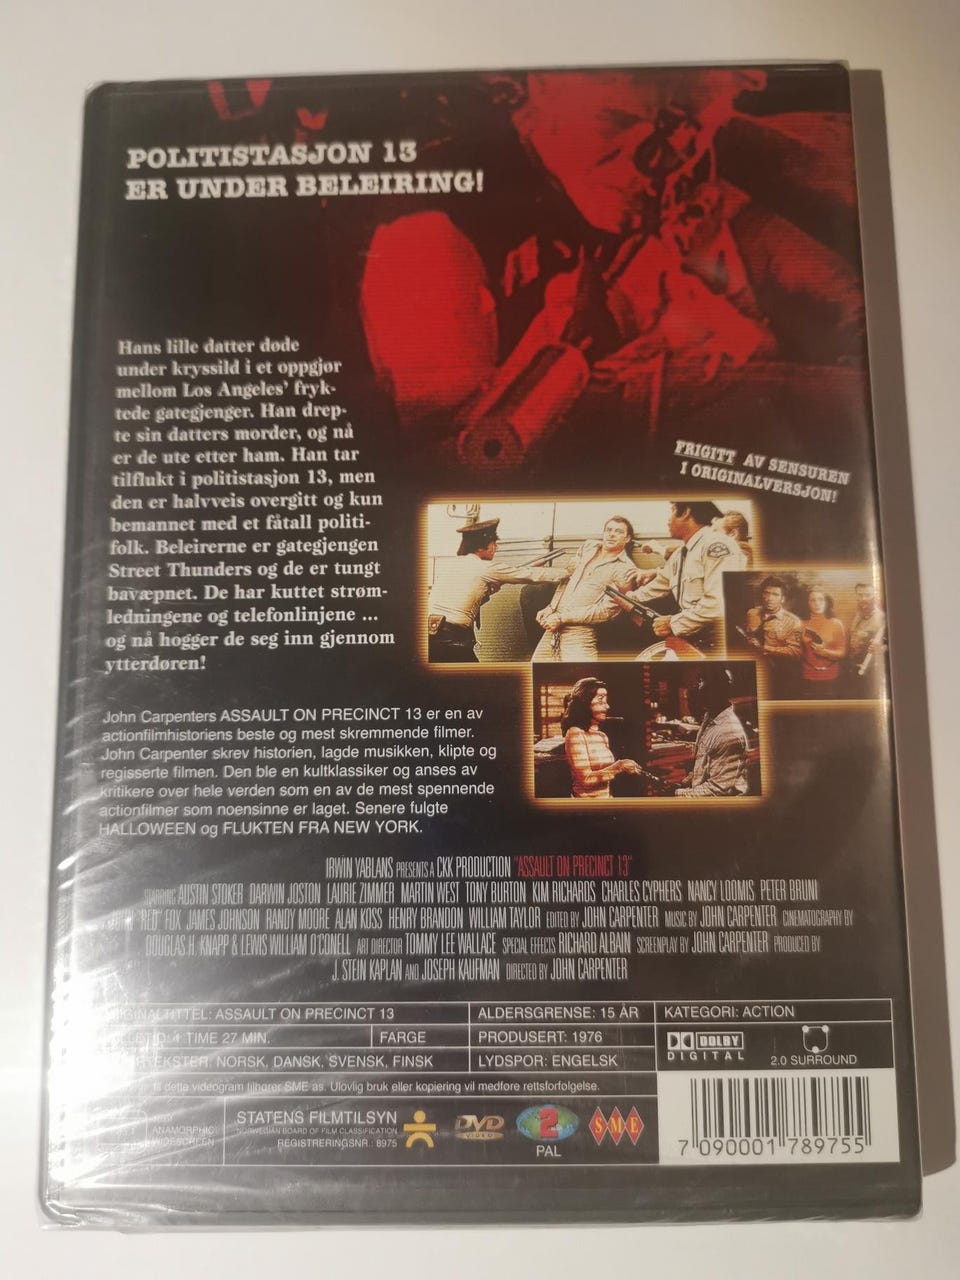 POLITISTASJON 13
ER UNDER BELEIRING!
Hans lille datter døde
under kryssild i et oppgjør
mellom Los Angeles' fryk-
tede gategjenger. Han drep-
te sin datters morder, og nå
er de ute etter ham. Han tar
tilflukt i politistasjon 13, men
den er halvveis overgitt og kun
bemannet med et fåtall politi-
folk. Beleirerne er gategjengen
Street Thunders og de er tungt
bavæpnet. De har kuttet strøm-
ledningene og telefonlinjene ...
og nå hogger de seg inn gjennom
ytterdøren!
FRIGITT AV SENSUREN
I ORIGINALVERSJON!
John Carpenters ASSAULT ON PRECINCT 13 er en av
actionfilmhistoriens beste og mest skremmende filmer.
John Carpenter skrev historien, lagde musikken, klipte og
regisserte filmen. Den ble en kultklassiker og anses av
kritikere over hele verden som en av de mest spennende
actionfilmer som noensinne er laget. Senere fulgte
HALLOWEEN og FLUKTEN FRA NEW YORK.
IRWIN YABLANS PRESENTS A CKK PRODUCTION "ASSAULT ON PRECINCT 13"
STARRING AUSTIN STOKER DARWIN JOSTON LAURIE ZIMMER MARTIN WEST TONY BURTON KIM RICHARDS CHARLES CYPHERS NANCY LOOMIS PETER BRUNI
"RED" FOX JAMES JOHNSON RANDY MOORE ALAN KOSS HENRY BRANDON WILLIAM TAYLOR EDITED BY JOHN CARPENTER MUSIC BY JOHN CARPENTER CINEMATOGRAPHY BY
DOUGLAS H. KNAPP & LEWIS WILLIAM O'CONELL ART DIRECTOR TOMMY LEE WALLACE SPECIAL EFFECTS RICHARD ALBAIN SCREENPLAY BY JOHN CARPENTER PRODUCED BY
J. STEIN KAPLAN AND JOSEPH KAUFMAN DIRECTED BY JOHN CARPENTER
ORIGINALTITTEL: ASSAULT ON PRECINCT 13 ALDERSGRENSE: 15 ÅR KATEGORI: ACTION
1 TIME 27 MIN. FARGE PRODUSERT: 1976
DOLBY DIGITAL 2.0 SURROUND
NORSK, DANSK, SVENSK, FINSK LYDSPOR: ENGELSK
til dette videogram tilhører SME as. Ulovlig bruk eller kopiering vil medføre rettsforfølgelse.
ANAMORPHIC
WIDESCREEN
STATENS FILMTILSYN
NORWEGIAN BOARD OF FILM CLASSIFICATION
REGISTRERINGSNR.: 8975
DVD
VIDEO
2
PAL
SME
7 090001 789755